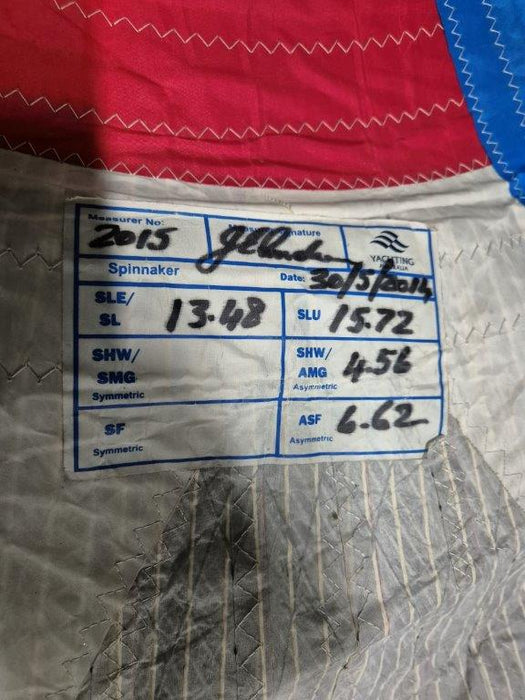 Measurer No:
2015
YACHTING
Spinnaker Date: 30/5/2014
SLE/
SL 13.48 SLU 15.72
SHW/
SMG
Symmetric
SHW/
AMG 4.56
Asymmetric
SF
Symmetric
ASF 6.62
Asymmetric